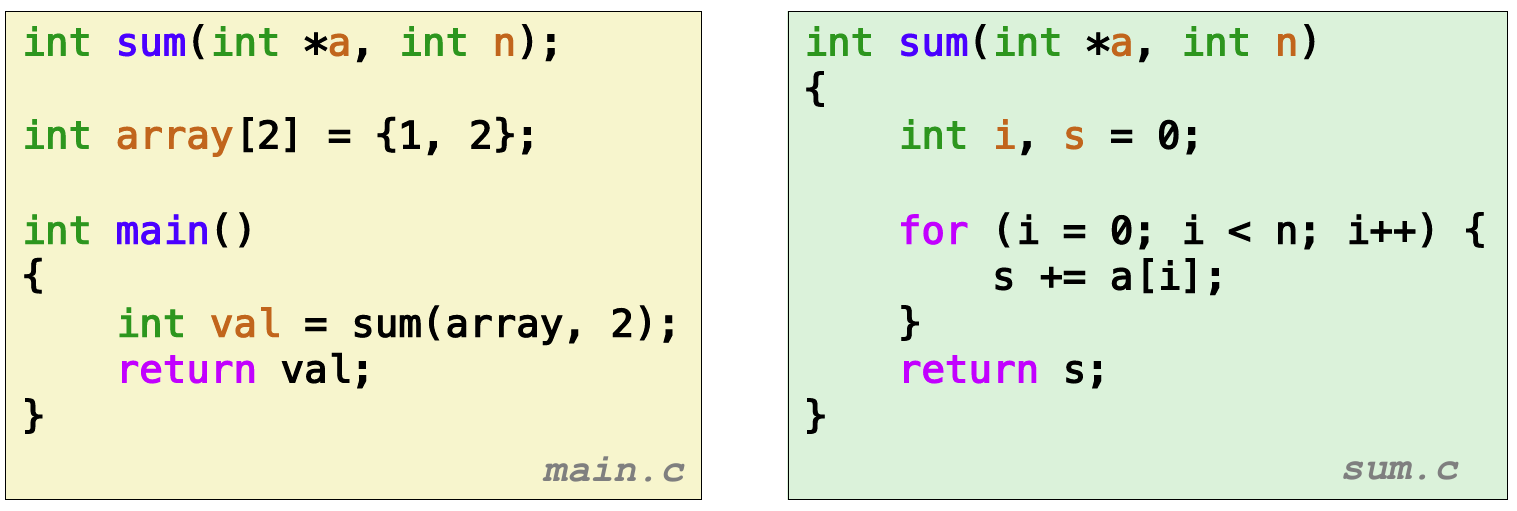 int sum(int *a, int n);
int array[2] = {1, 2};
int main()
{
    int val = sum(array, 2);
    return val;
}
main.c
int sum(int *a, int n)
{
    int i, s = 0;
    for (i = 0; i < n; i++) {
        s += a[i];
    }
    return s;
}
sum.c